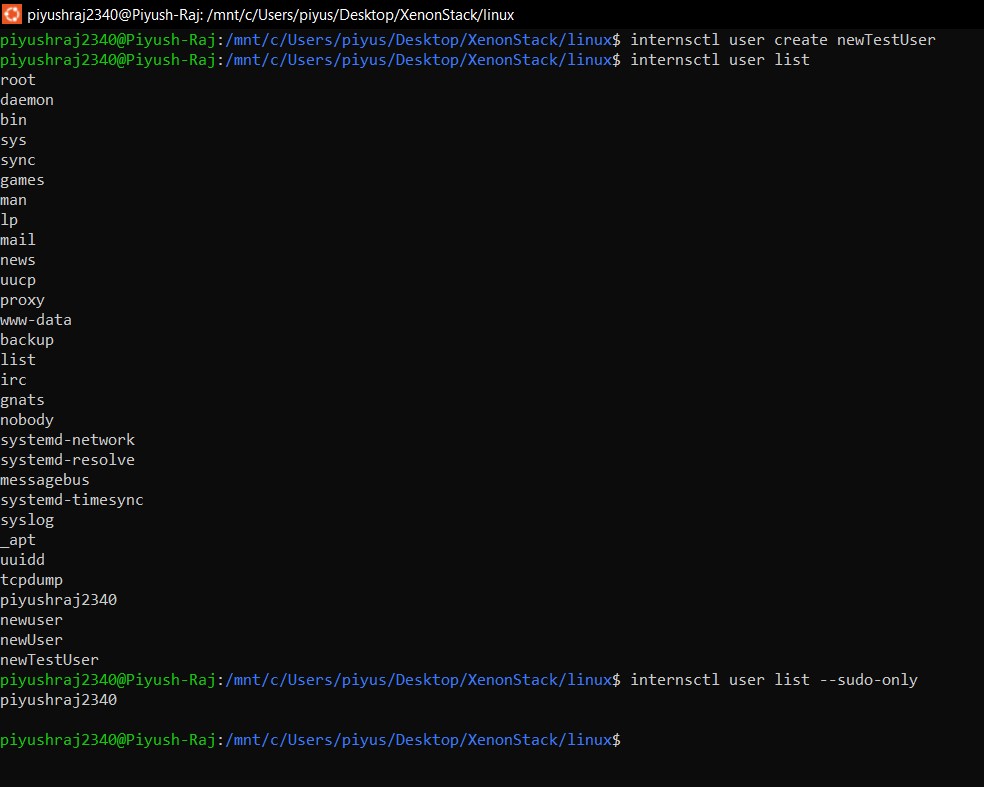 piyushraj2340@Piyush-Raj: /mnt/c/Users/piyus/Desktop/XenonStack/linux
piyushraj2340@Piyush-Raj:/mnt/c/Users/piyus/Desktop/XenonStack/linux$ internsctl user create newTestUser
piyushraj2340@Piyush-Raj:/mnt/c/Users/piyus/Desktop/XenonStack/linux$ internsctl user list
root
daemon
bin
sys
sync
games
man
lp
mail
news
uucp
proxy
www-data
backup
list
irc
gnats
nobody
systemd-network
systemd-resolve
messagebus
systemd-timesync
syslog
_apt
uuidd
tcpdump
piyushraj2340
newuser
newUser
newTestUser
piyushraj2340@Piyush-Raj:/mnt/c/Users/piyus/Desktop/XenonStack/linux$ internsctl user list --sudo-only
piyushraj2340
piyushraj2340@Piyush-Raj:/mnt/c/Users/piyus/Desktop/XenonStack/linux$